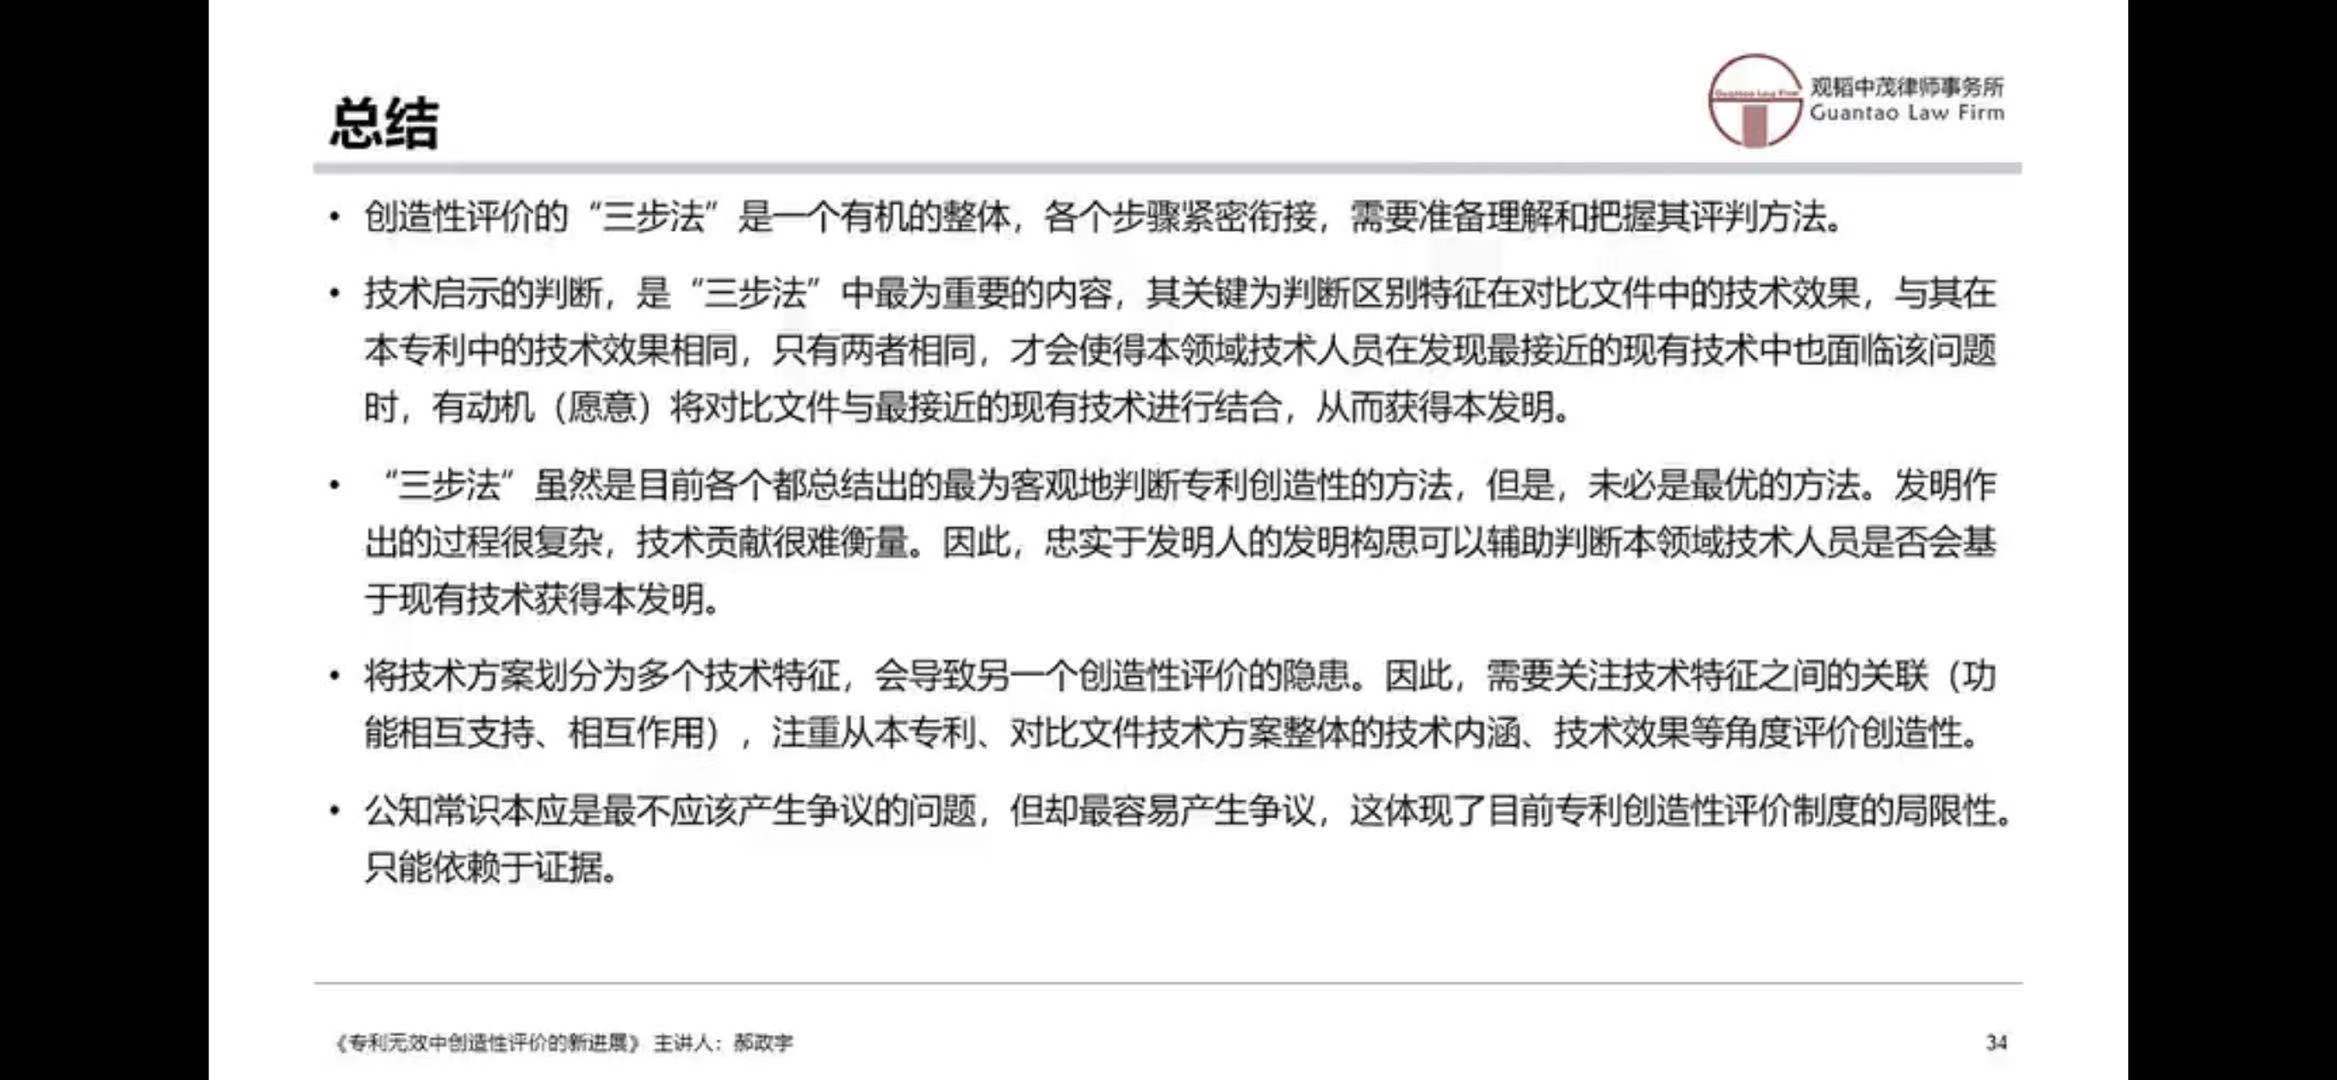 总结
观韬中茂律师事务所
Guantao Law Firm
• 创造性评价的“三步法”是一个有机的整体，各个步骤紧密衔接，需要准备理解和把握其评判方法。
• 技术启示的判断，是“三步法”中最为重要的内容，其关键为判断区别特征在对比文件中的技术效果，与其在
本专利中的技术效果相同，只有两者相同，才会使得本领域技术人员在发现最接近的现有技术中也面临该问题
时，有动机（愿意）将对比文件与最接近的现有技术进行结合，从而获得本发明。
• “三步法”虽然是目前各个都总结出的最为客观地判断专利创造性的方法，但是，未必是最优的方法。发明作
出的过程很复杂，技术贡献很难衡量。因此，忠实于发明人的发明构思可以辅助判断本领域技术人员是否会基
于现有技术获得本发明。
• 将技术方案划分为多个技术特征，会导致另一个创造性评价的隐患。因此，需要关注技术特征之间的关联（功
能相互支持、相互作用），注重从本专利、对比文件技术方案整体的技术内涵、技术效果等角度评价创造性。
• 公知常识本应是最不应该产生争议的问题，但却最容易产生争议，这体现了目前专利创造性评价制度的局限性。
只能依赖于证据。
《专利无效中创造性评价的新进展》 主讲人：郝政宇
34